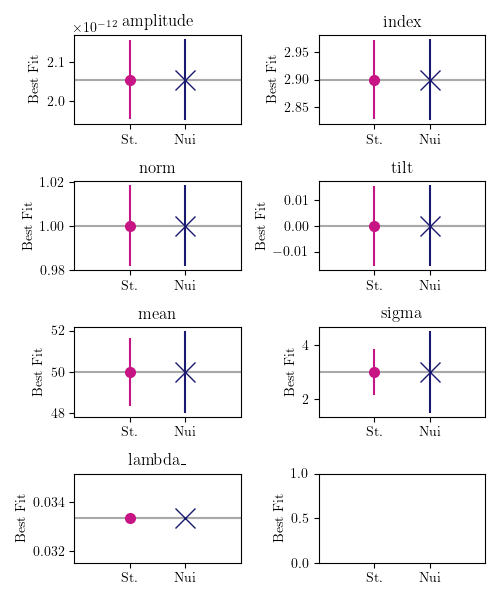 ×10−12 amplitude
Best Fit
2.1
2.0
St. Nui
index
Best Fit
2.95
2.90
2.85
St. Nui
norm
Best Fit
1.02
1.00
0.98
St. Nui
tilt
Best Fit
0.01
0.00
−0.01
St. Nui
mean
Best Fit
52
50
48
St. Nui
sigma
Best Fit
4
2
St. Nui
lambda_
Best Fit
0.034
0.032
St. Nui
Best Fit
1.0
0.5
0.0
St. Nui